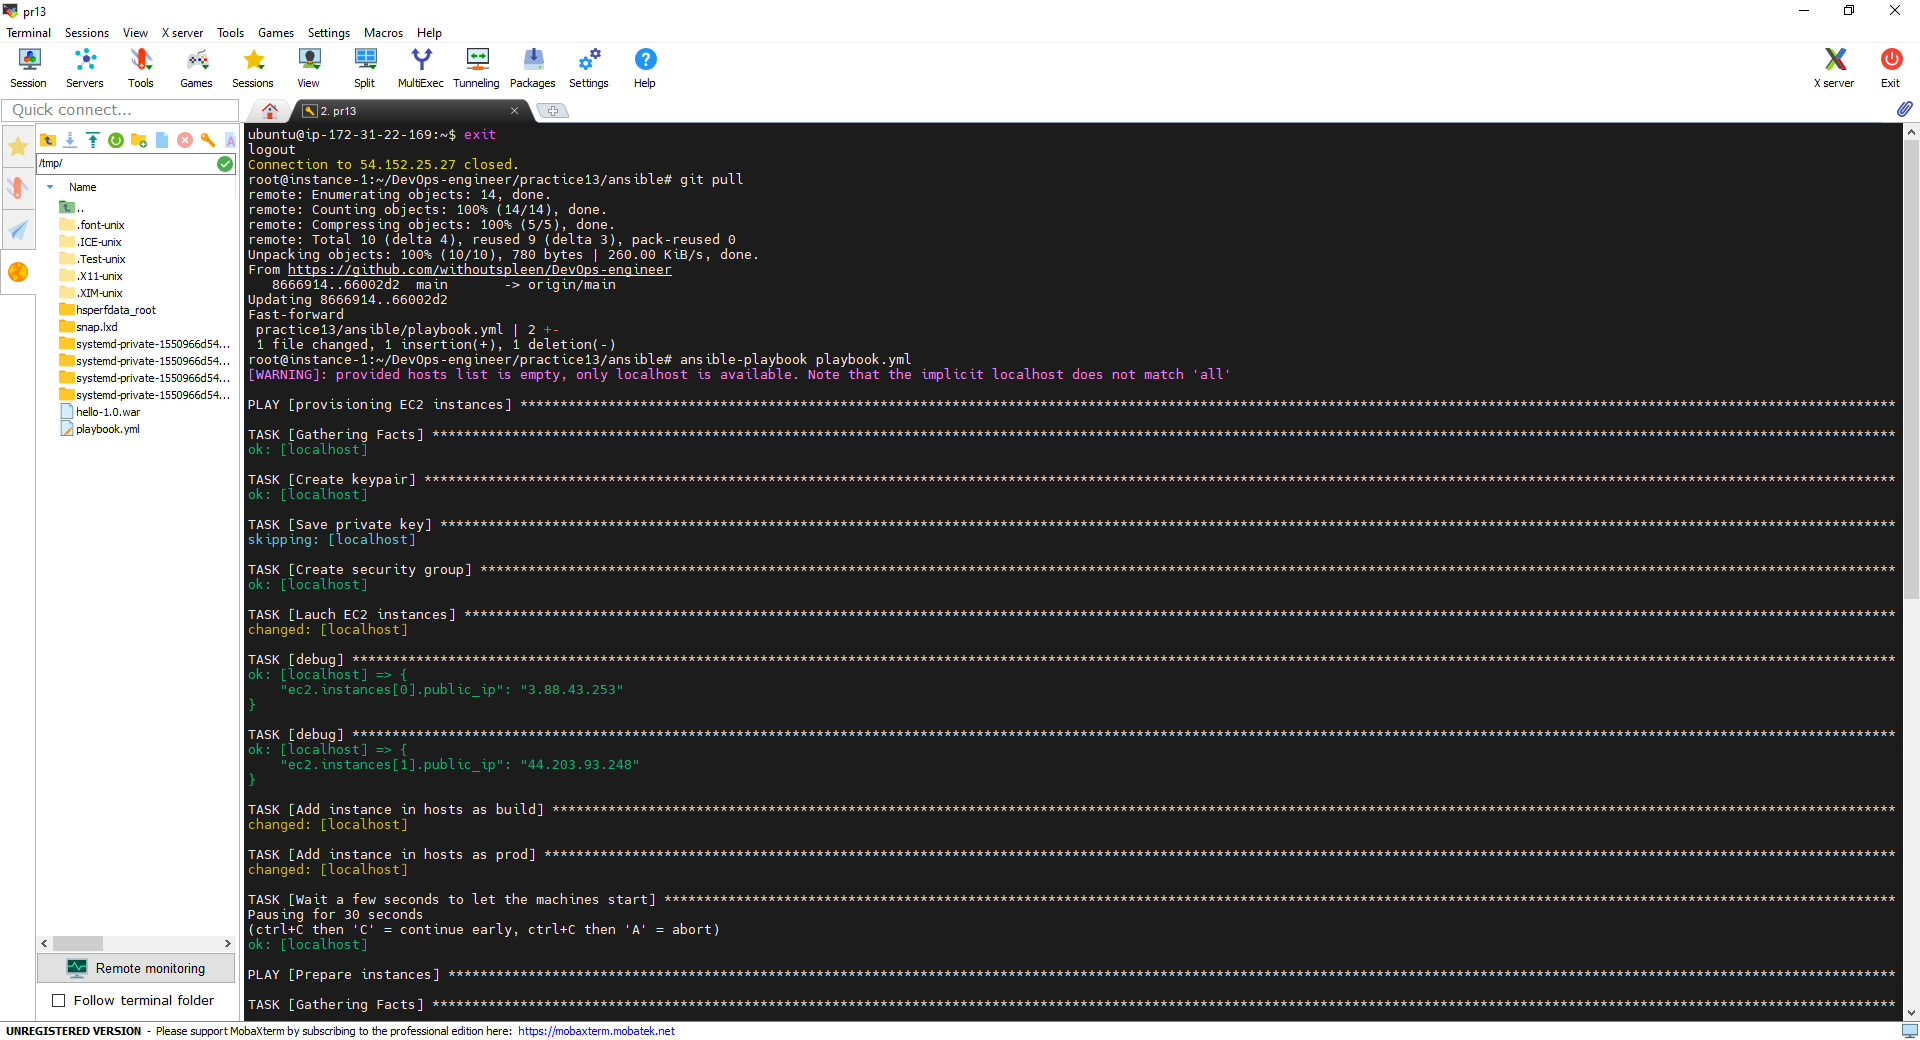 pr13
Terminal Sessions View X server Tools Games Settings Macros Help
Session Servers Tools Games Sessions View Split MultiExec Tunneling Packages Settings Help X server Exit
Quick connect...
2. pr13
/tmp/
Name
..
.font-unix
.ICE-unix
.Test-unix
.X11-unix
.XIM-unix
hsperfdata_root
snap.lxd
systemd-private-1550966d54...
systemd-private-1550966d54...
systemd-private-1550966d54...
systemd-private-1550966d54...
hello-1.0.war
playbook.yml
Remote monitoring
Follow terminal folder
ubuntu@ip-172-31-22-169:~$ exit
logout
Connection to 54.152.25.27 closed.
root@instance-1:~/DevOps-engineer/practice13/ansible# git pull
remote: Enumerating objects: 14, done.
remote: Counting objects: 100% (14/14), done.
remote: Compressing objects: 100% (5/5), done.
remote: Total 10 (delta 4), reused 9 (delta 3), pack-reused 0
Unpacking objects: 100% (10/10), 780 bytes | 260.00 KiB/s, done.
From https://github.com/withoutspleen/DevOps-engineer
   8666914..66002d2  main       -> origin/main
Updating 8666914..66002d2
Fast-forward
 practice13/ansible/playbook.yml | 2 +-
 1 file changed, 1 insertion(+), 1 deletion(-)
root@instance-1:~/DevOps-engineer/practice13/ansible# ansible-playbook playbook.yml
[WARNING]: provided hosts list is empty, only localhost is available. Note that the implicit localhost does not match 'all'
PLAY [provisioning EC2 instances] ****
TASK [Gathering Facts] ****
ok: [localhost]
TASK [Create keypair] ****
ok: [localhost]
TASK [Save private key] ****
skipping: [localhost]
TASK [Create security group] ****
ok: [localhost]
TASK [Lauch EC2 instances] ****
changed: [localhost]
TASK [debug] ****
ok: [localhost] => {
    "ec2.instances[0].public_ip": "3.88.43.253"
}
TASK [debug] ****
ok: [localhost] => {
    "ec2.instances[1].public_ip": "44.203.93.248"
}
TASK [Add instance in hosts as build] ****
changed: [localhost]
TASK [Add instance in hosts as prod] ****
changed: [localhost]
TASK [Wait a few seconds to let the machines start] ****
Pausing for 30 seconds
(ctrl+C then 'C' = continue early, ctrl+C then 'A' = abort)
ok: [localhost]
PLAY [Prepare instances] ****
TASK [Gathering Facts] ****
UNREGISTERED VERSION - Please support MobaXterm by subscribing to the professional edition here: https://mobaxterm.mobatek.net